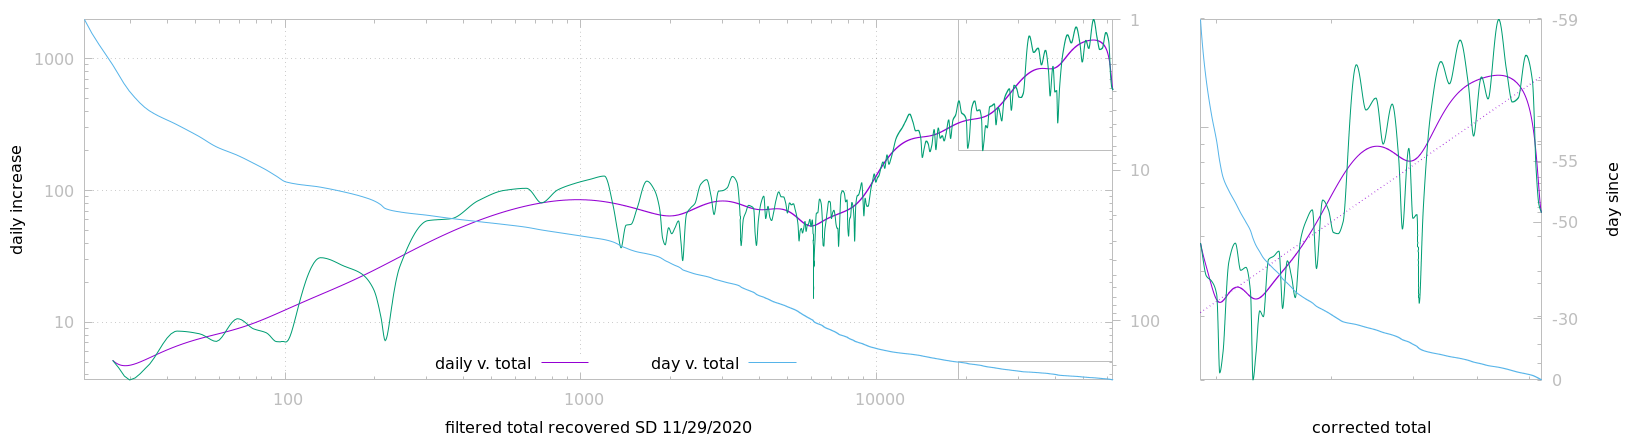 1000
100
10
daily increase
daily v. total
day v. total
1
10
100
100
1000
10000
filtered total recovered SD 11/29/2020
-59
-55
-50
-30
0
day since
corrected total